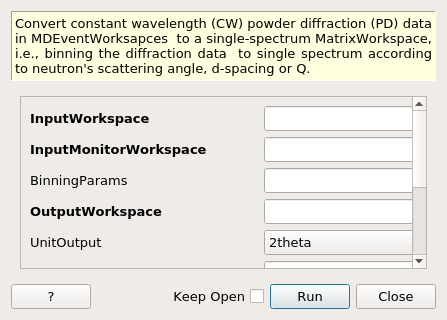 Convert constant wavelength (CW) powder diffraction (PD) data
in MDEventWorksapces to a single-spectrum MatrixWorkspace,
i.e., binning the diffraction data to single spectrum according
to neutron's scattering angle, d-spacing or Q.
InputWorkspace
InputMonitorWorkspace
BinningParams
OutputWorkspace
UnitOutput 2theta
? Keep Open Run Close